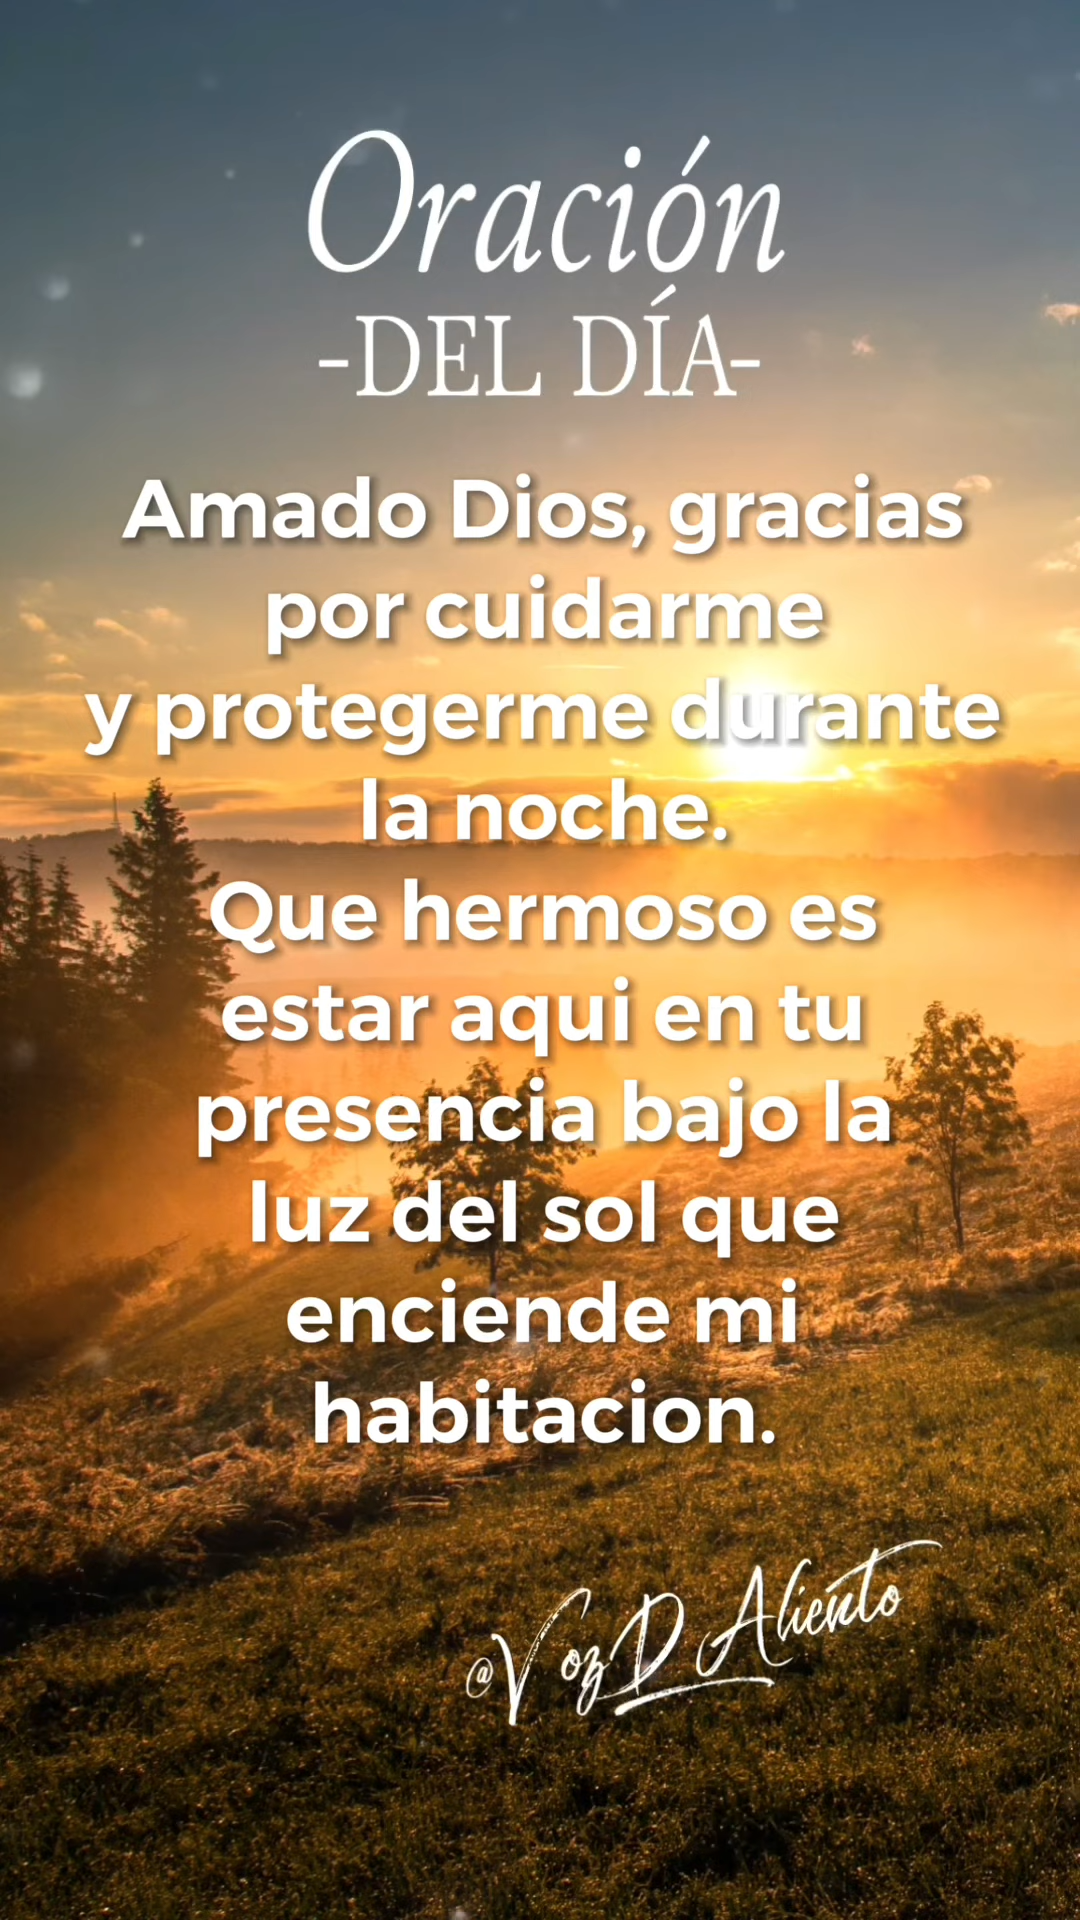 Oración
-DEL DÍA-
Amado Dios, gracias
por cuidarme
y protegerme durante
la noche.
Que hermoso es
estar aqui en tu
presencia bajo la
luz del sol que
enciende mi
habitacion.
@VozDAliento